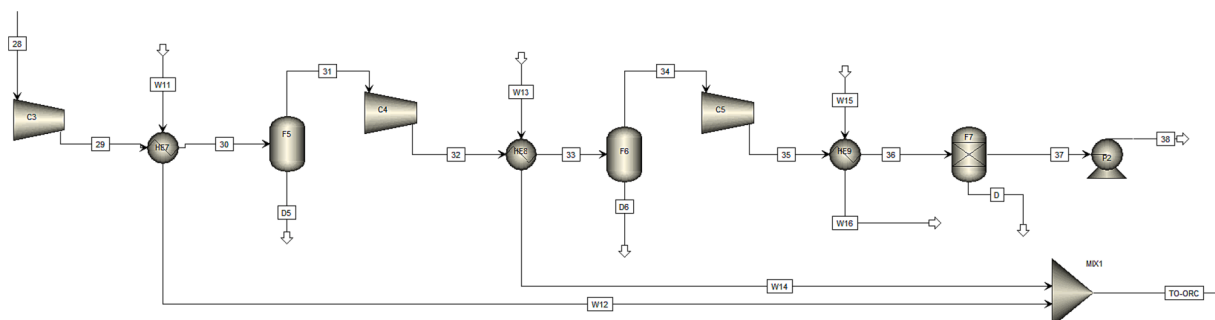 28
C3
29
W11
HE7
30
F5
D5
31
C4
32
W13
HE8
33
F6
D6
34
C5
35
W15
HE9
W16
36
F7
D
37
P2
38
W14
W12
MIX1
TO-ORC